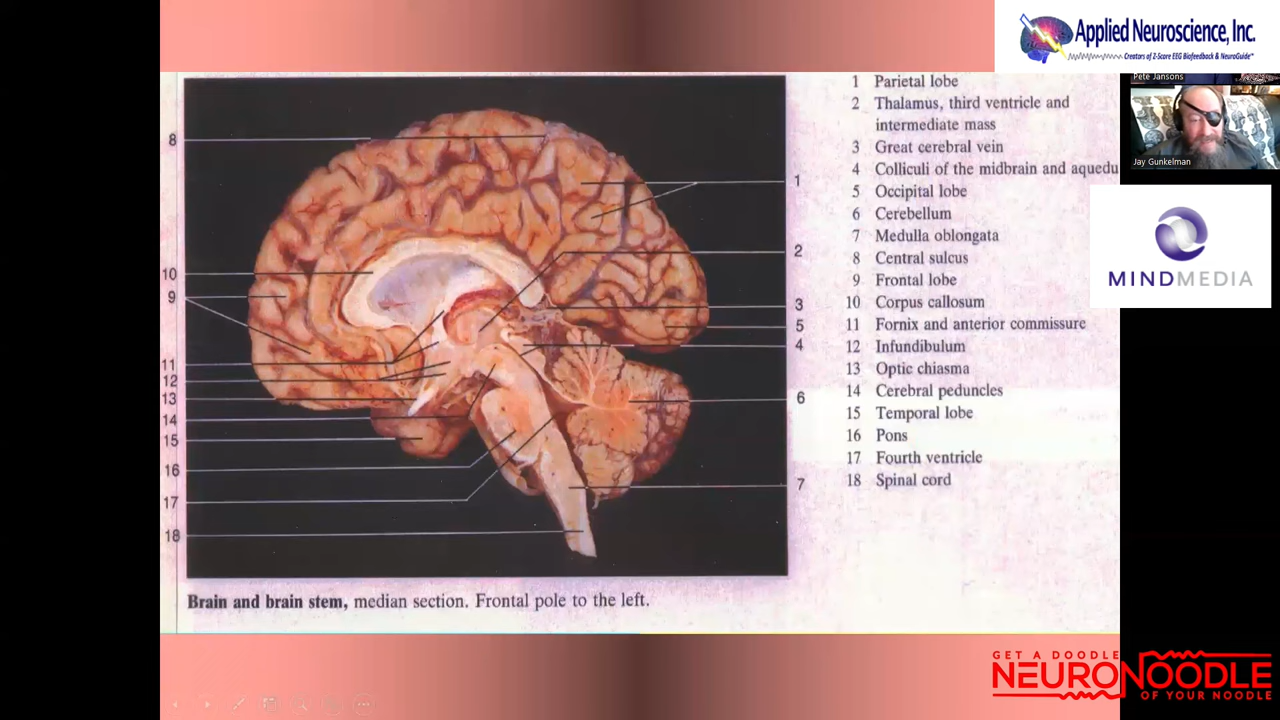 Applied Neuroscience, Inc.
Creators of Z-Score EEG Biofeedback & NeuroGuide™
Pete Jansons
Jay Gunkelman
MINDMEDIA
8
10
9
11
12
13
14
15
16
17
18
1
2
3
5
4
6
7
1 Parietal lobe
2 Thalamus, third ventricle and
intermediate mass
3 Great cerebral vein
4 Colliculi of the midbrain and aquedu
5 Occipital lobe
6 Cerebellum
7 Medulla oblongata
8 Central sulcus
9 Frontal lobe
10 Corpus callosum
11 Fornix and anterior commissure
12 Infundibulum
13 Optic chiasma
14 Cerebral peduncles
15 Temporal lobe
16 Pons
17 Fourth ventricle
18 Spinal cord
Brain and brain stem, median section. Frontal pole to the left.
GET A DOODLE
NEURONOODLE
OF YOUR NOODLE